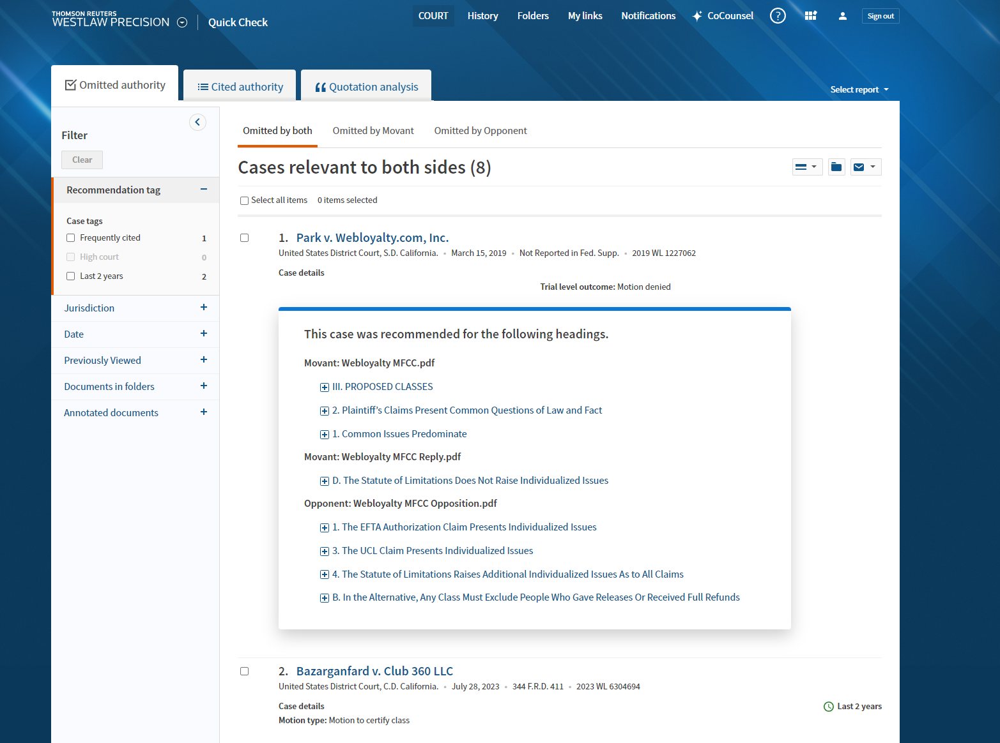 THOMSON REUTERS
WESTLAW PRECISION
Quick Check
COURT History Folders My links Notifications CoCounsel ? Sign out
Omitted authority Cited authority Quotation analysis
Select report
Filter
Clear
Recommendation tag
Case tags
Frequently cited 1
High court 0
Last 2 years 2
Jurisdiction
Date
Previously Viewed
Documents in folders
Annotated documents
Omitted by both Omitted by Movant Omitted by Opponent
Cases relevant to both sides (8)
Select all items 0 items selected
1. Park v. Webloyalty.com, Inc.
United States District Court, S.D. California. • March 15, 2019 • Not Reported in Fed. Supp. • 2019 WL 1227062
Case details
Trial level outcome: Motion denied
This case was recommended for the following headings.
Movant: Webloyalty MFCC.pdf
III. PROPOSED CLASSES
2. Plaintiff’s Claims Present Common Questions of Law and Fact
1. Common Issues Predominate
Movant: Webloyalty MFCC Reply.pdf
D. The Statute of Limitations Does Not Raise Individualized Issues
Opponent: Webloyalty MFCC Opposition.pdf
1. The EFTA Authorization Claim Presents Individualized Issues
3. The UCL Claim Presents Individualized Issues
4. The Statute of Limitations Raises Additional Individualized Issues As to All Claims
B. In the Alternative, Any Class Must Exclude People Who Gave Releases Or Received Full Refunds
2. Bazarganfard v. Club 360 LLC
United States District Court, C.D. California. • July 28, 2023 • 344 F.R.D. 411 • 2023 WL 6304694
Case details
Last 2 years
Motion type: Motion to certify class